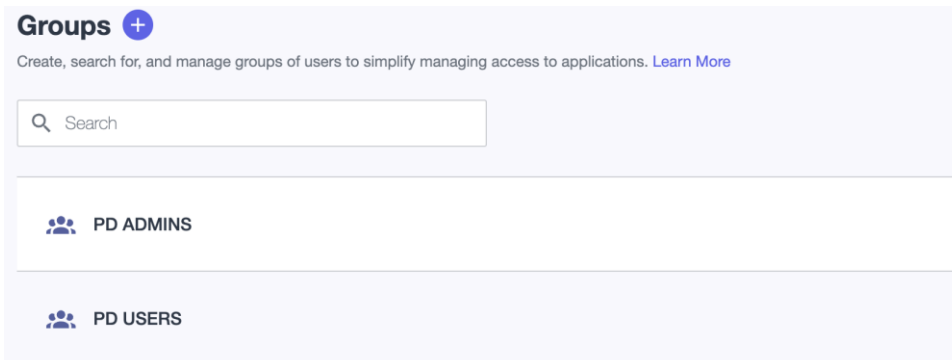 Groups
Create, search for, and manage groups of users to simplify managing access to applications. Learn More
Search
PD ADMINS
PD USERS